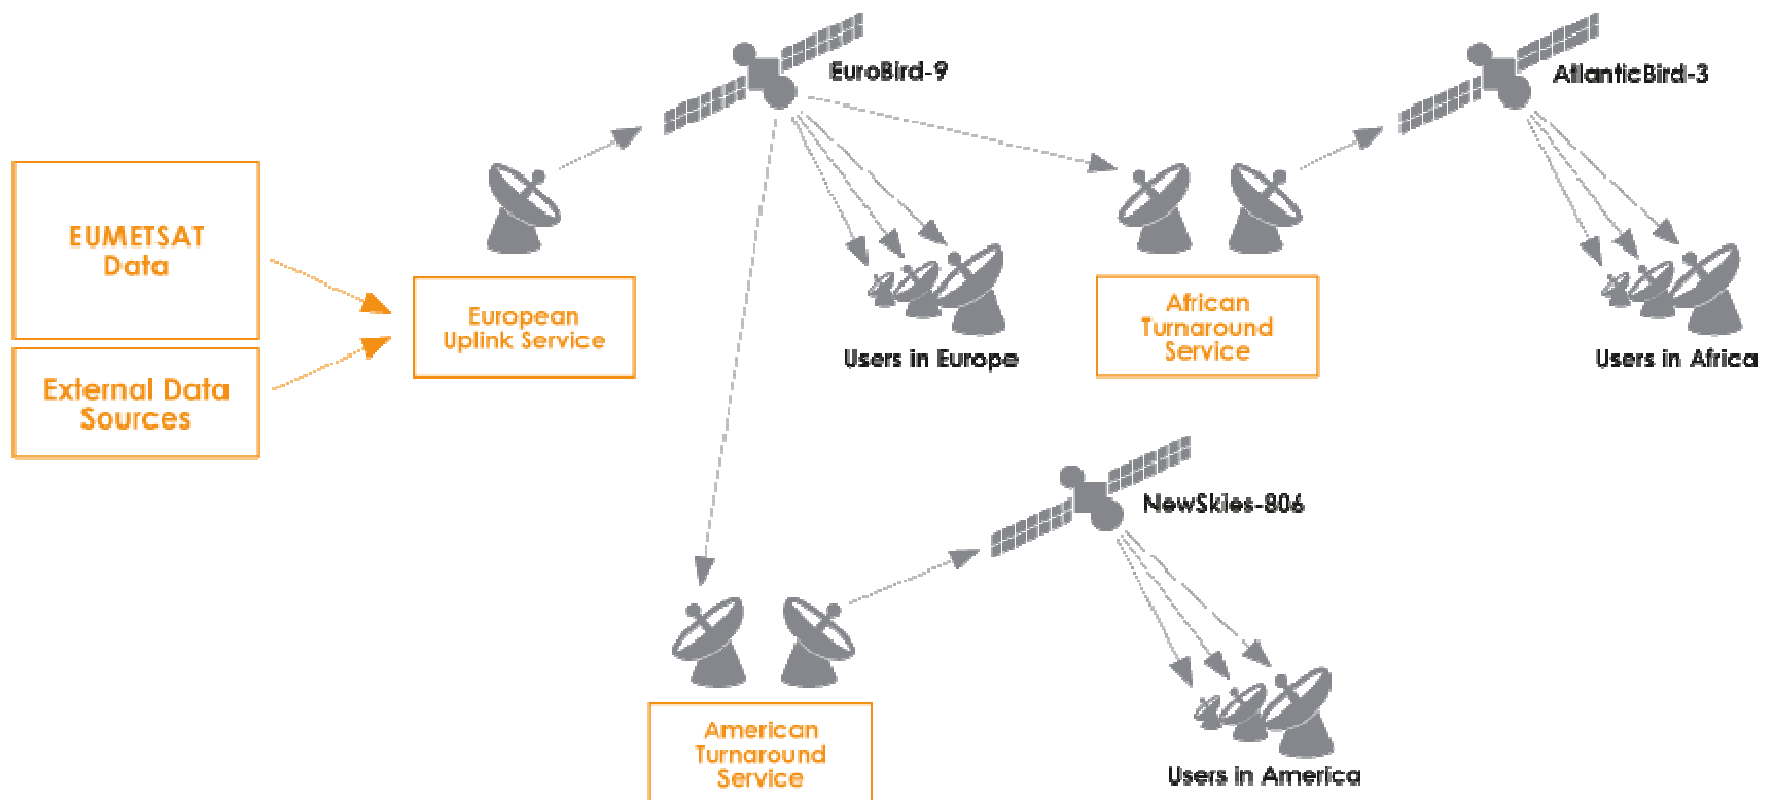 EuroBird-9
AtlanticBird-3
EUMETSAT
Data
External Data
Sources
European
Uplink Service
Users in Europe
African
Turnaround
Service
Users in Africa
NewSkies-806
American
Turnaround
Service
Users in America